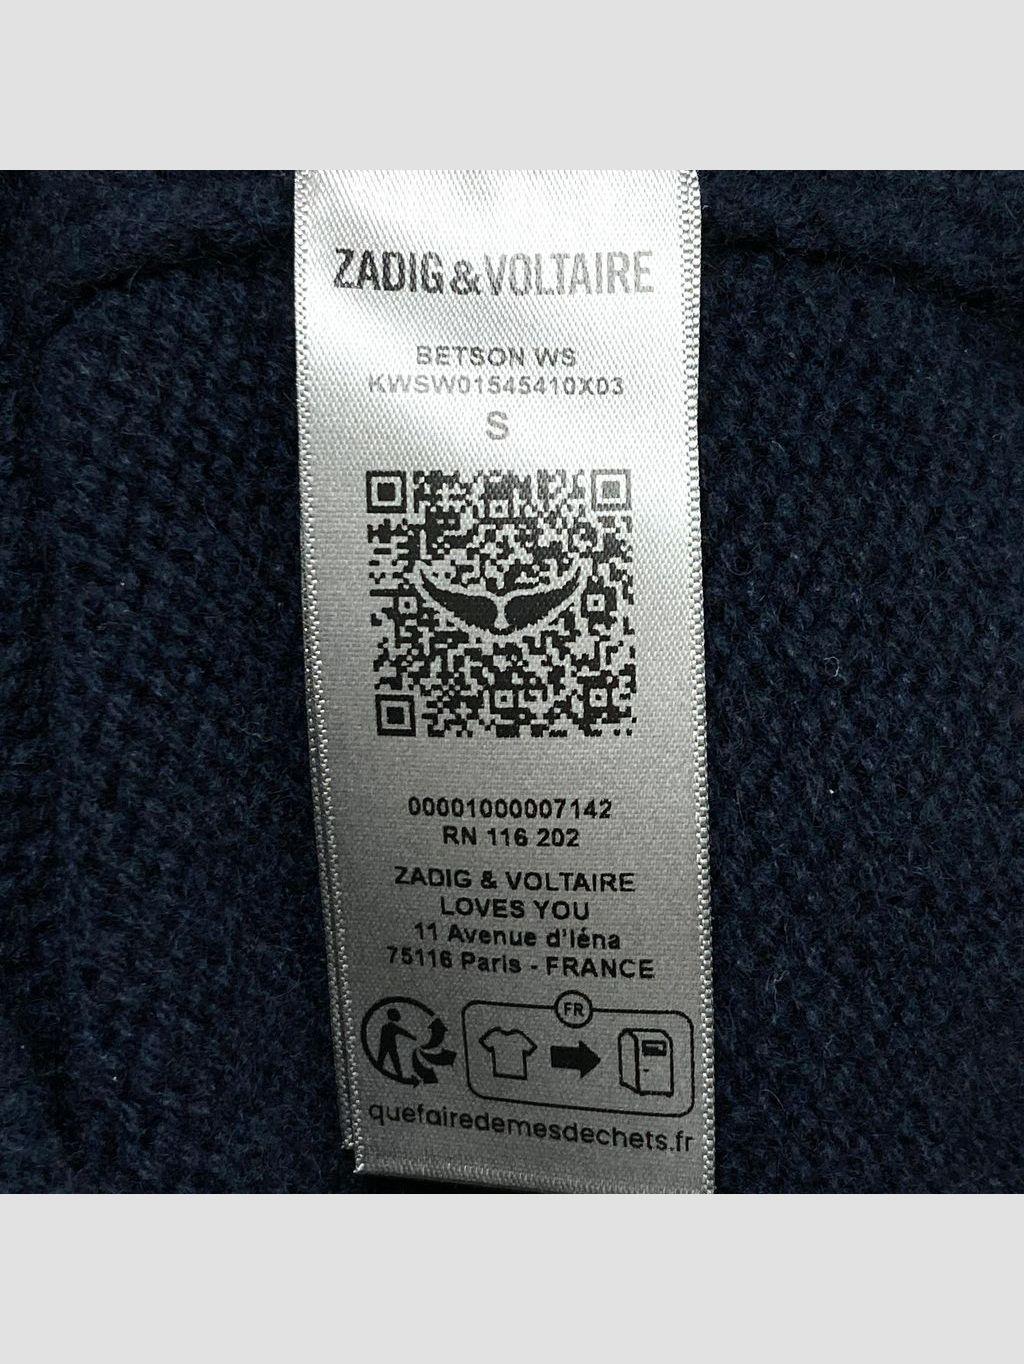 ZADIG&VOLTAIRE
BETSON WS
KWSW01545410X03
S
00001000007142
RN 116 202
ZADIG & VOLTAIRE
LOVES YOU
11 Avenue d'Iéna
75116 Paris - FRANCE
FR
quefairedemesdechets.fr